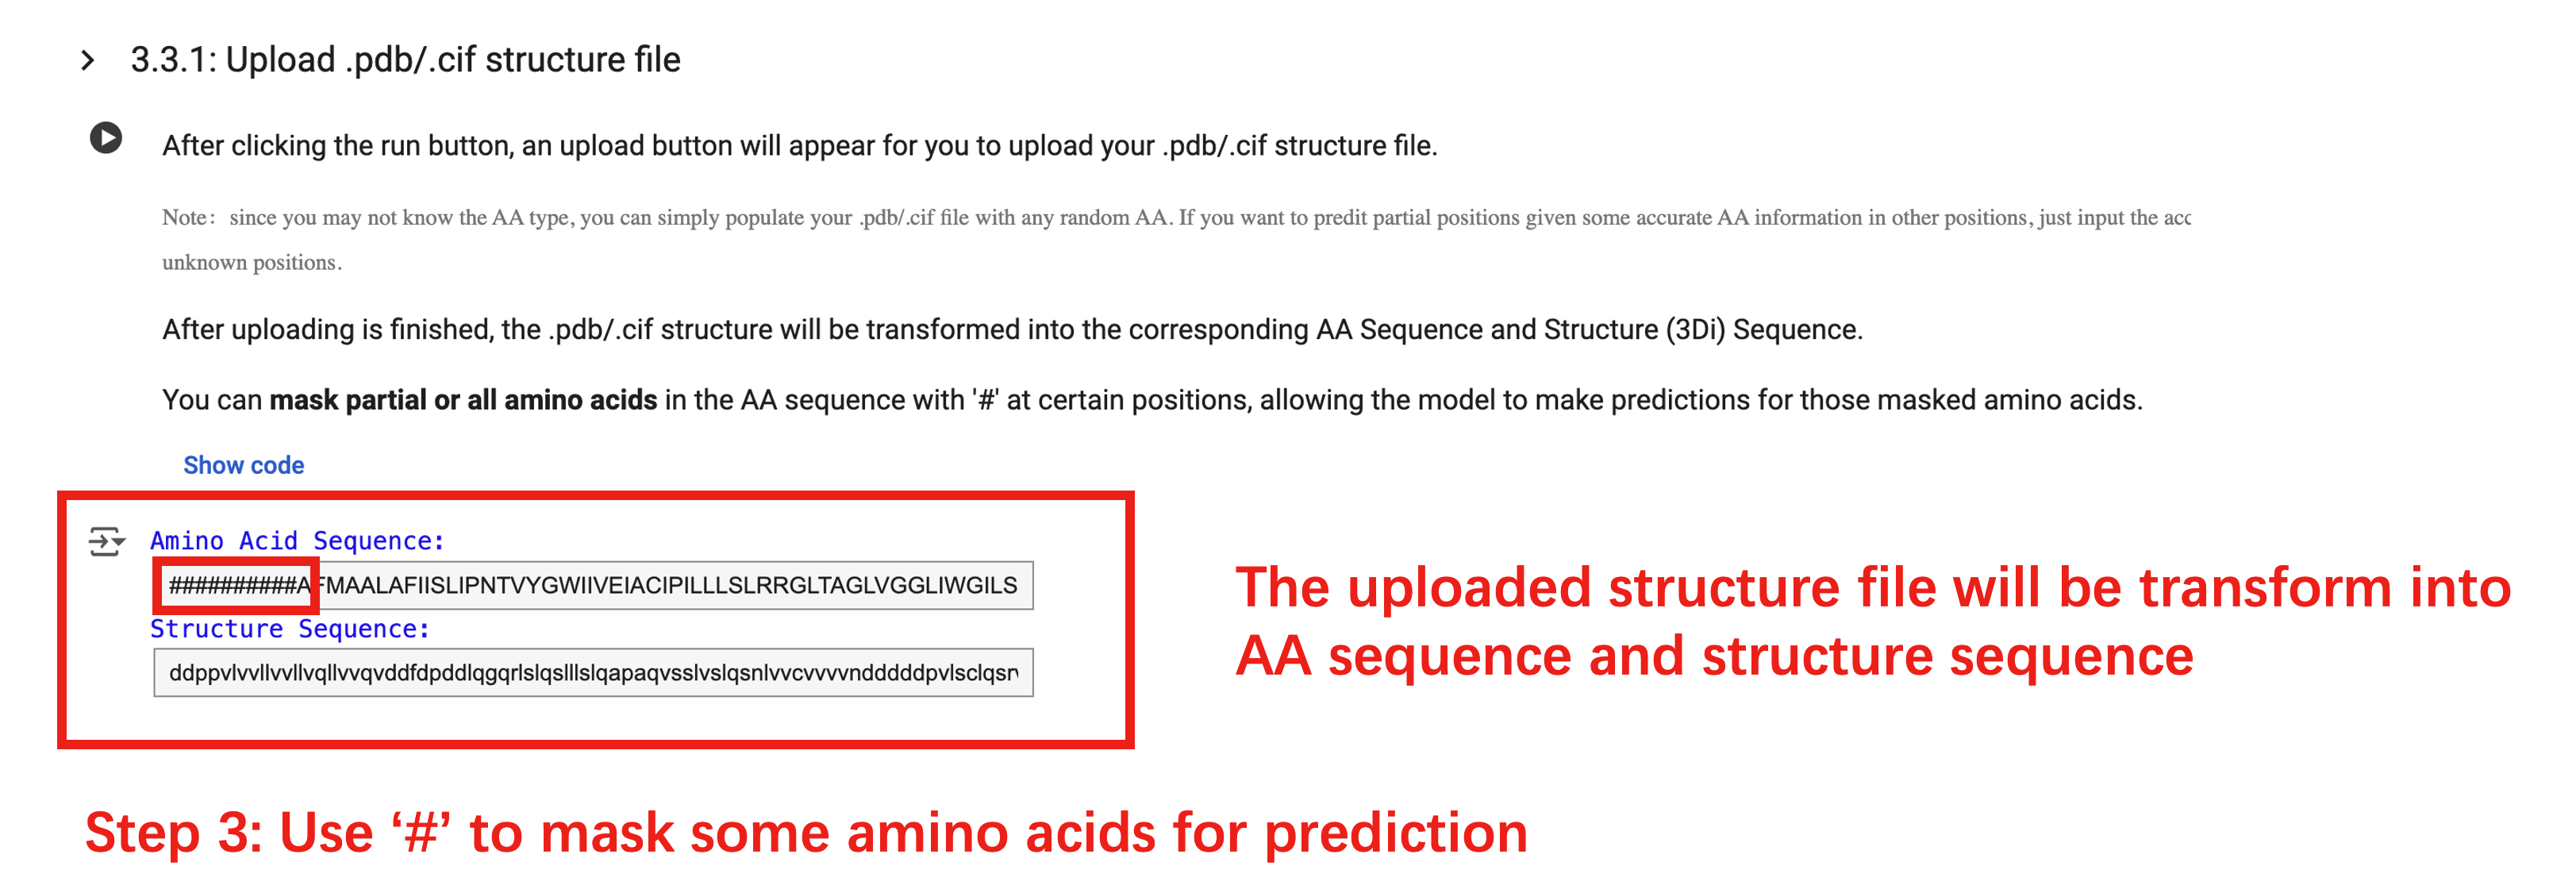 3.3.1: Upload .pdb/.cif structure file
After clicking the run button, an upload button will appear for you to upload your .pdb/.cif structure file.
Note: since you may not know the AA type, you can simply populate your .pdb/.cif file with any random AA. If you want to predit partial positions given some accurate AA information in other positions, just input the acc
unknown positions.
After uploading is finished, the .pdb/.cif structure will be transformed into the corresponding AA Sequence and Structure (3Di) Sequence.
You can mask partial or all amino acids in the AA sequence with '#' at certain positions, allowing the model to make predictions for those masked amino acids.
Show code
Amino Acid Sequence:
##########AFMAALAFIISLIPNTVYGWIIVEIACIPILLLSLRRGLTAGLVGGLIWGILS
Structure Sequence:
ddppvlvvllvvllvqllvvqvddfdpddlqgqrlslqslllslqapaqvsslvslqsnlvvcvvvvndddddpvlsclqsrv
The uploaded structure file will be transform into
AA sequence and structure sequence
Step 3: Use ‘#’ to mask some amino acids for prediction